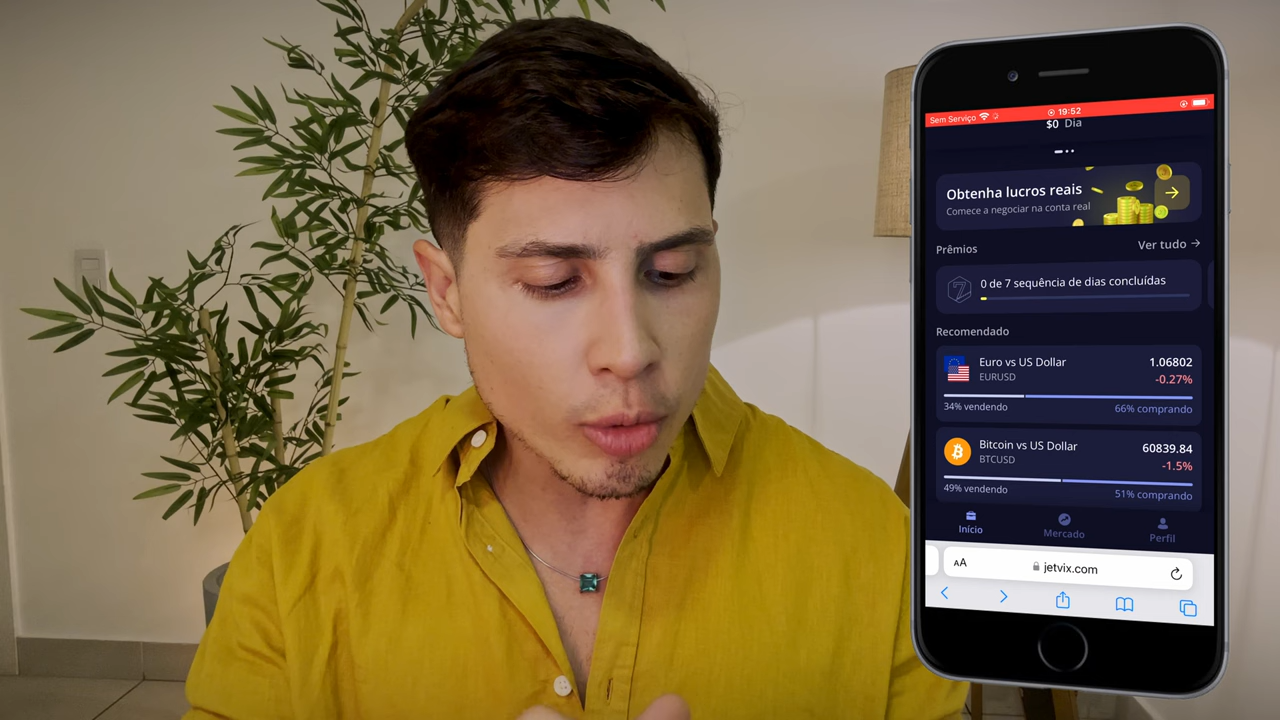 Sem Serviço 19:52
$0 Dia
Obtenha lucros reais
Comece a negociar na conta real
Prêmios
Ver tudo →
7
0 de 7 sequência de dias concluídas
Recomendado
Euro vs US Dollar 1.06802
EURUSD -0.27%
34% vendendo 66% comprando
Bitcoin vs US Dollar 60839.84
BTCUSD -1.5%
49% vendendo 51% comprando
Início Mercado Perfil
AA jetvix.com